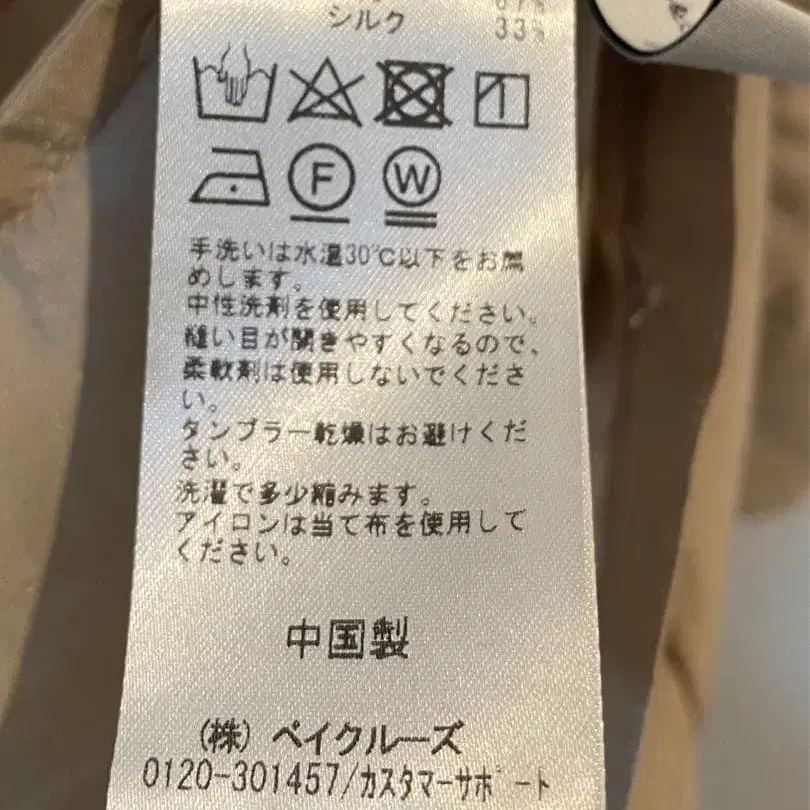 シルク 33%
F W
手洗いは水温30℃以下をお薦
めします。
中性洗剤を使用してください。
縫い目が開きやすくなるので、
柔軟剤は使用しないでくださ
い。
タンブラー乾燥はお避けくだ
さい。
洗濯で多少縮みます。
アイロンは当て布を使用して
ください。
中国製
(株) ベイクルーズ
0120-301457/カスタマーサポート